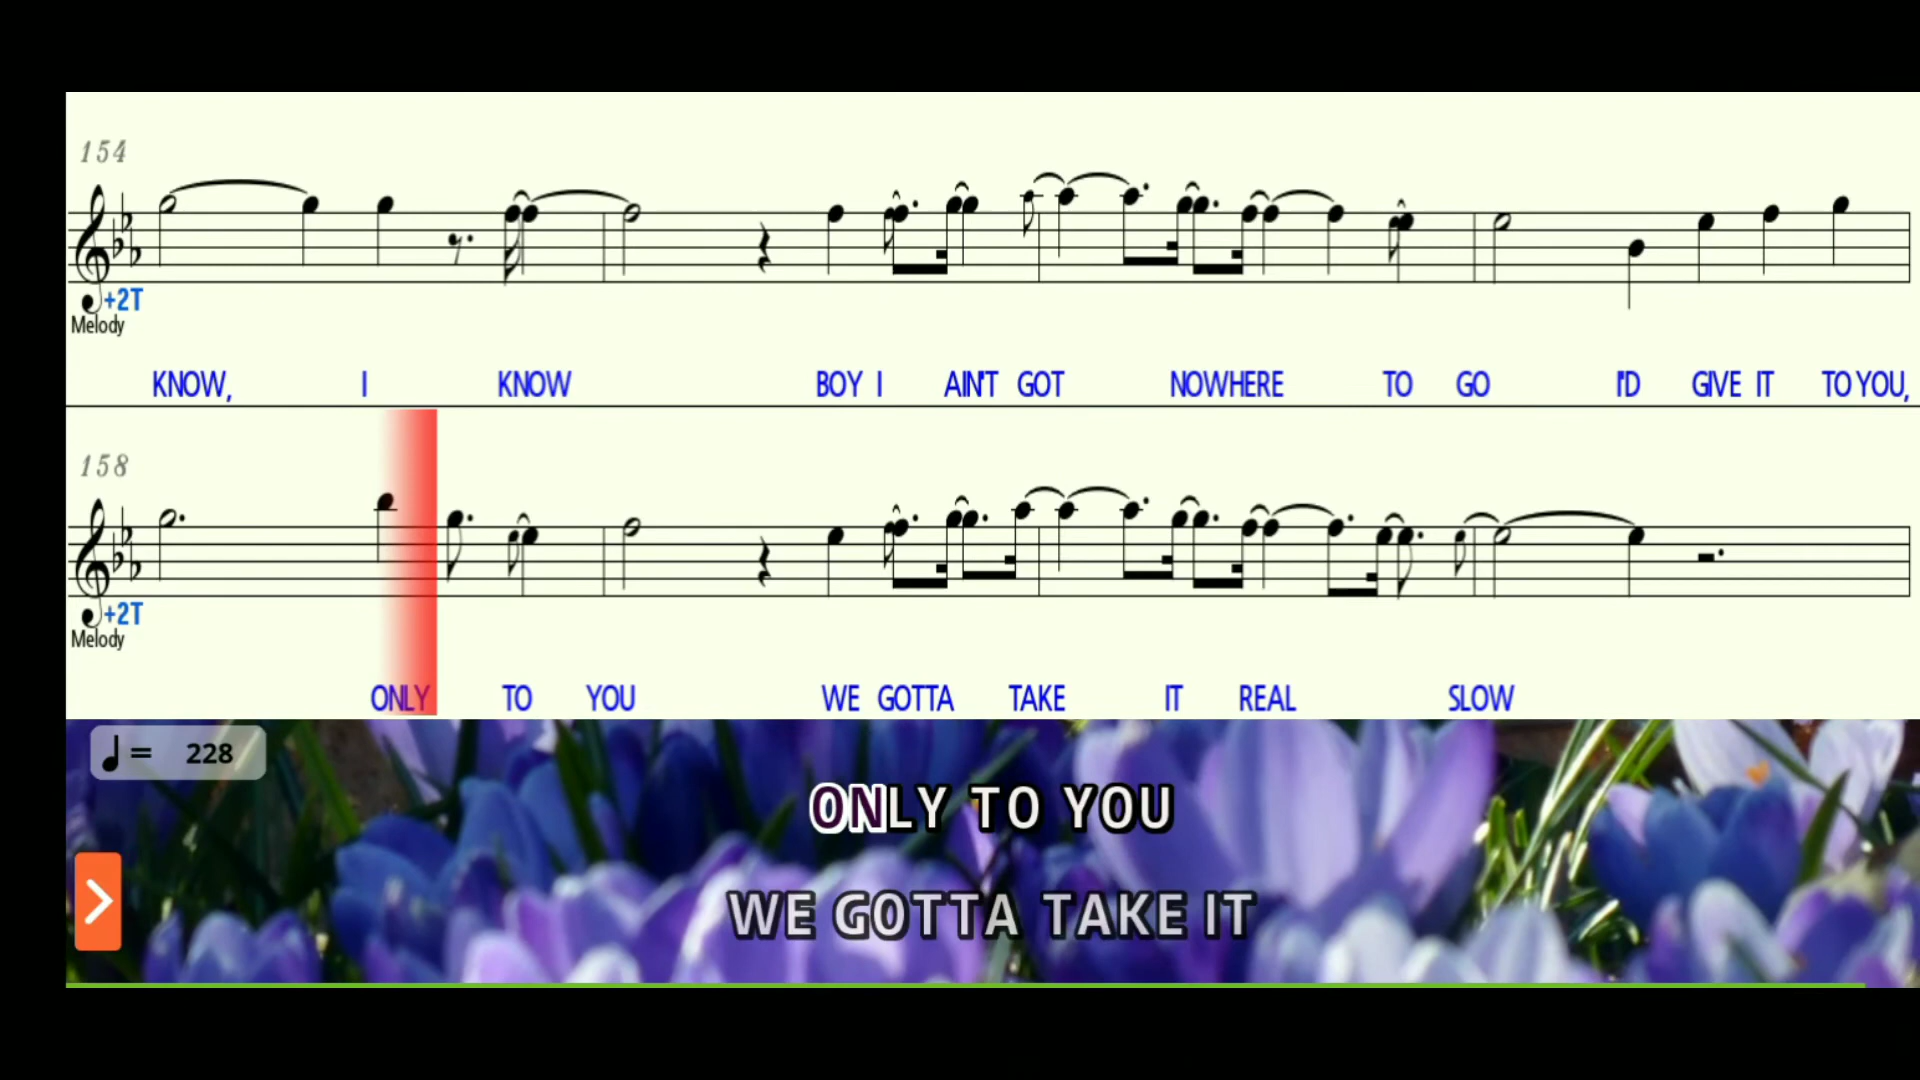 154
+2T
Melody
KNOW, I KNOW BOY I AIN'T GOT NOWHERE TO GO I'D GIVE IT TO YOU,
158
+2T
Melody
ONLY TO YOU WE GOTTA TAKE IT REAL SLOW
= 228
ONLY TO YOU
WE GOTTA TAKE IT